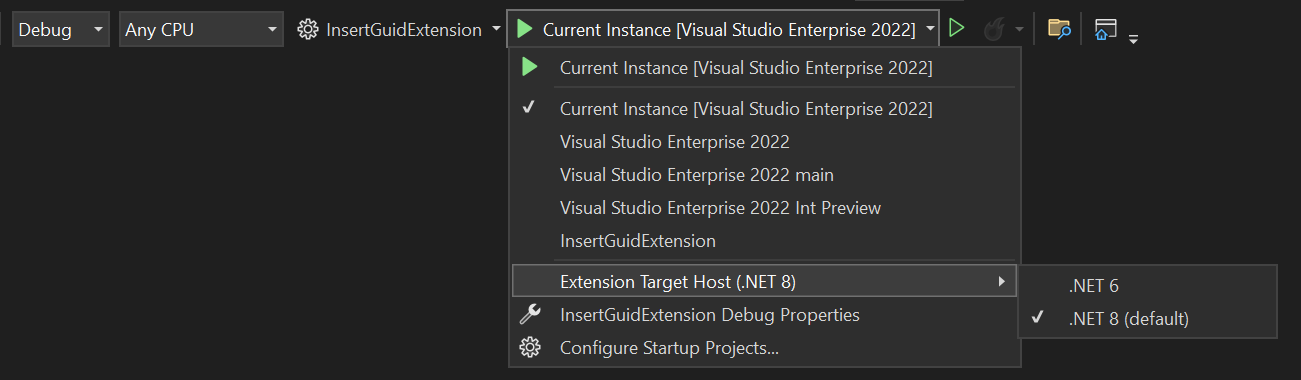 Debug Any CPU InsertGuidExtension Current Instance [Visual Studio Enterprise 2022]
Current Instance [Visual Studio Enterprise 2022]
Current Instance [Visual Studio Enterprise 2022]
Visual Studio Enterprise 2022
Visual Studio Enterprise 2022 main
Visual Studio Enterprise 2022 Int Preview
InsertGuidExtension
Extension Target Host (.NET 8)
.NET 6
.NET 8 (default)
InsertGuidExtension Debug Properties
Configure Startup Projects...